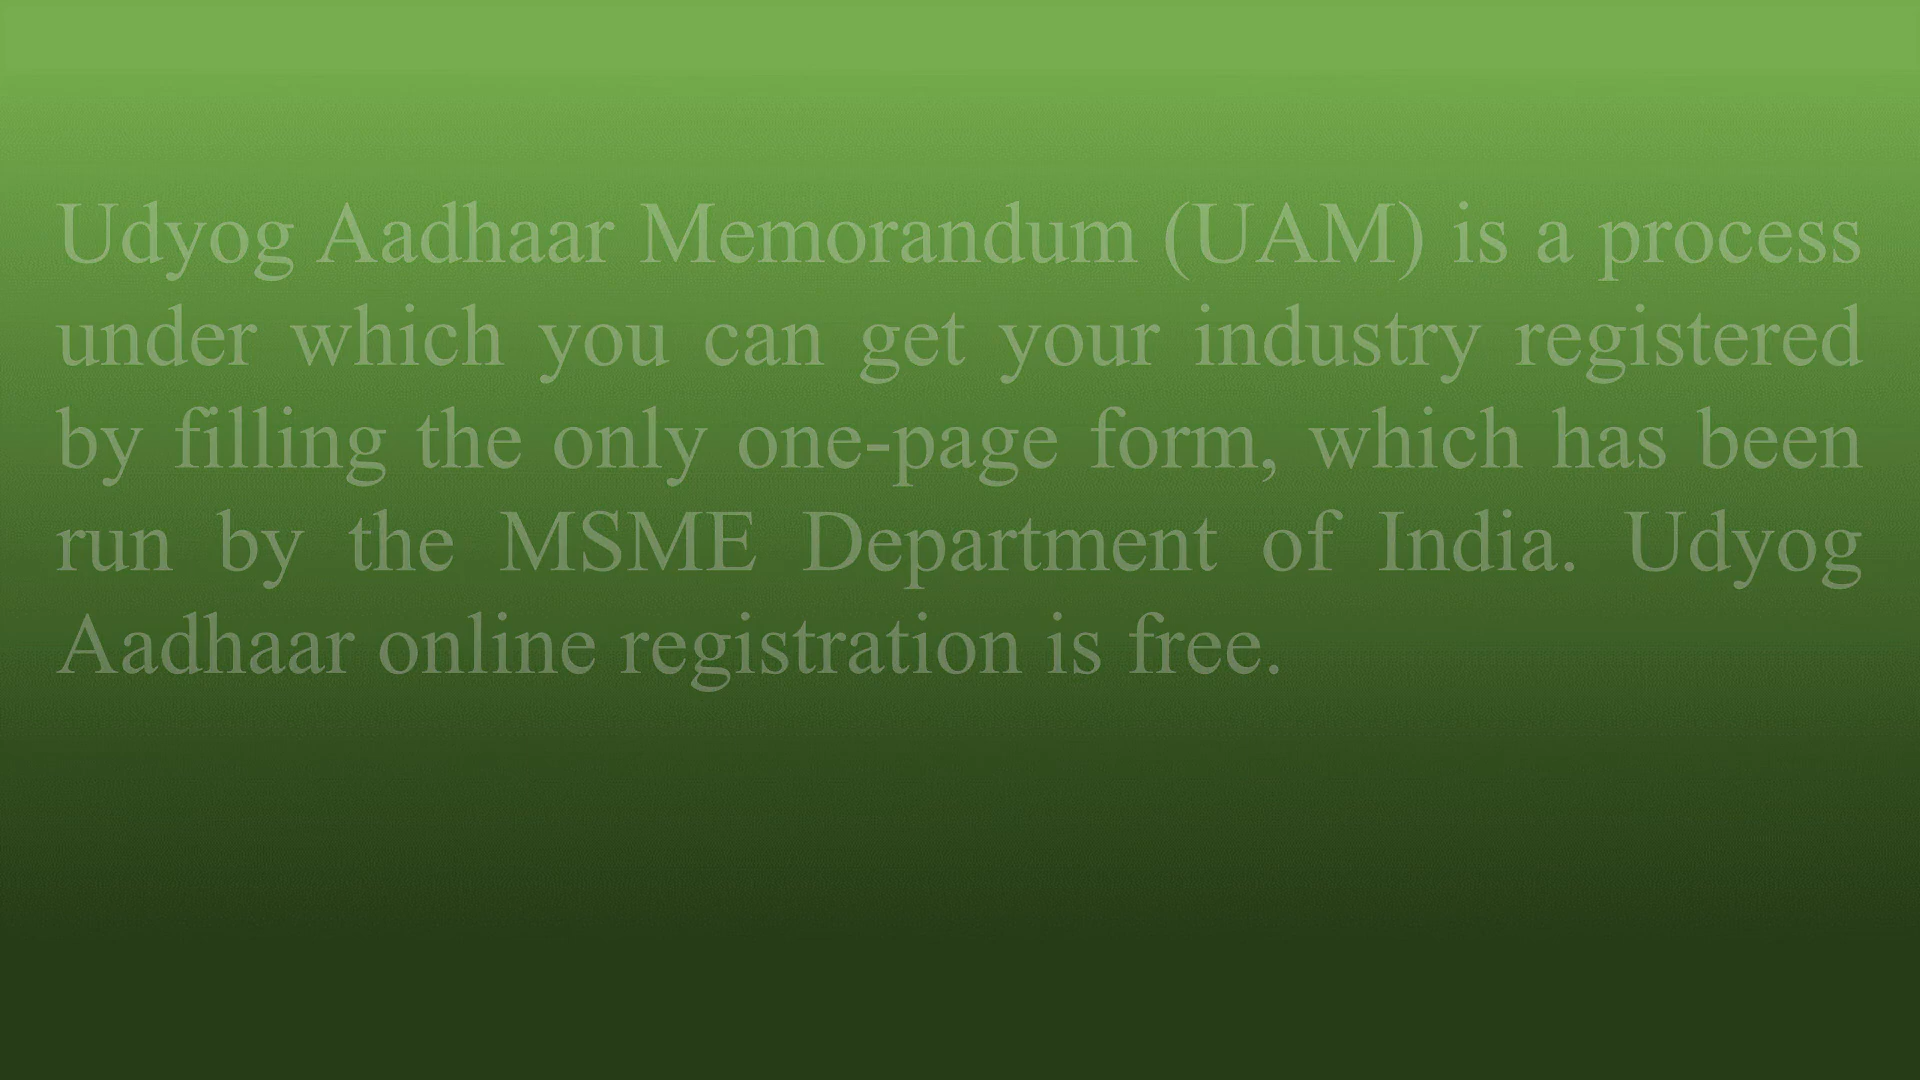 Udyog Aadhaar Memorandum (UAM) is a process
under which you can get your industry registered
by filling the only one-page form, which has been
run by the MSME Department of India. Udyog
Aadhaar online registration is free.